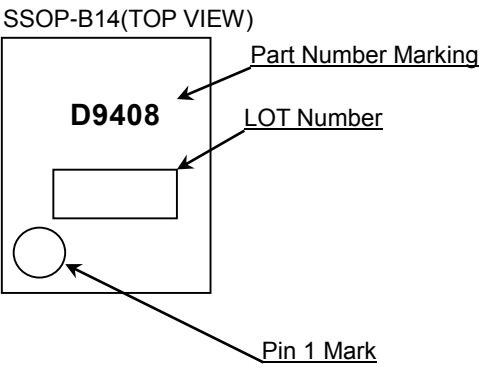 SSOP-B14(TOP VIEW)
Part Number Marking
D9408
LOT Number
Pin 1 Mark